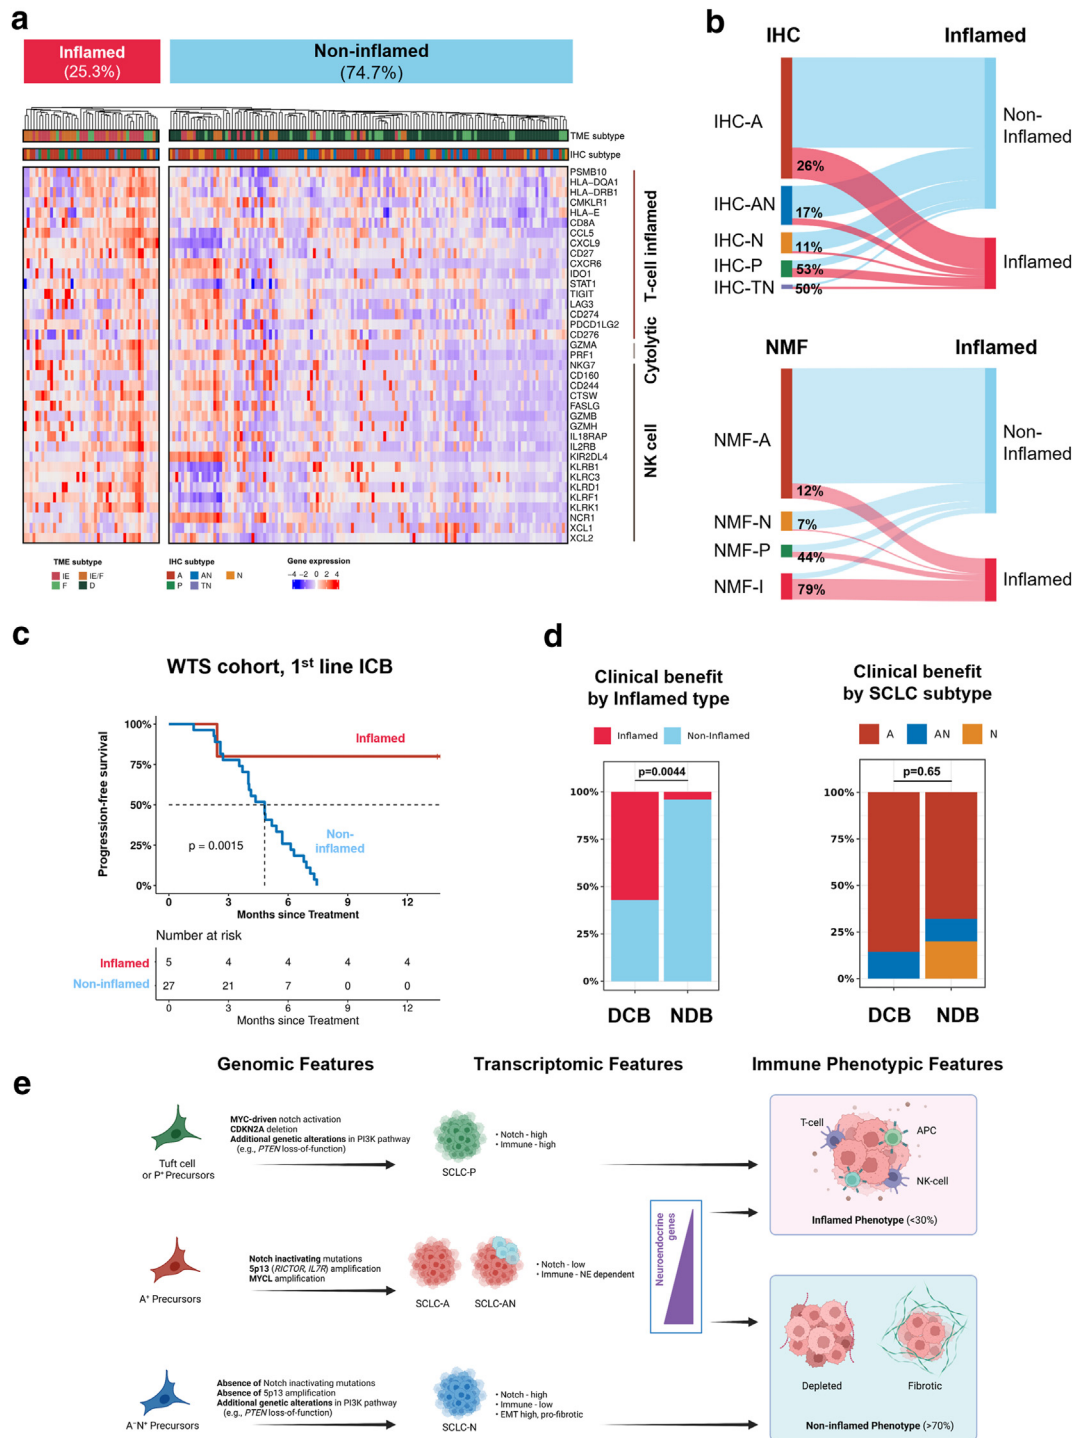 a
Inflamed
(25.3%)
Non-inflamed
(74.7%)
TME subtype
IHC subtype
PSMB10
HLA-DQA1
HLA-DRB1
CMKLR1
HLA-E
CD8A
CCL5
CXCL9
CD27
CXCR6
IDO1
STAT1
TIGIT
LAG3
CD274
PDCD1LG2
CD276
GZMA
PRF1
NKG7
CD160
CD244
CTSW
FASLG
GZMB
GZMH
IL18RAP
IL2RB
KIR2DL4
KLRB1
KLRC3
KLRD1
KLRF1
KLRK1
NCR1
XCL1
XCL2
T-cell inflamed
Cytolytic
NK cell
TME subtype
IE IE/F
F D
IHC subtype
A AN N
P TN
Gene expression
−4 −2 0 2 4
b
IHC Inflamed
IHC-A
IHC-AN
IHC-N
IHC-P
IHC-TN
26%
17%
11%
53%
50%
Non-
Inflamed
Inflamed
NMF Inflamed
NMF-A
NMF-N
NMF-P
NMF-I
12%
7%
44%
79%
Non-
Inflamed
Inflamed
c
WTS cohort, 1st line ICB
Progression-free survival
100%
75%
50%
25%
0%
Inflamed
Non-
inflamed
p = 0.0015
0 3 6 9 12
Months since Treatment
Number at risk
Inflamed 5 4 4 4 4
Non-inflamed 27 21 7 0 0
0 3 6 9 12
Months since Treatment
d
Clinical benefit
by Inflamed type
Inflamed Non-Inflamed
p=0.0044
100%
75%
50%
25%
0%
DCB NDB
Clinical benefit
by SCLC subtype
A AN N
p=0.65
100%
75%
50%
25%
0%
DCB NDB
e
Genomic Features Transcriptomic Features Immune Phenotypic Features
Tuft cell
or P+ Precursors
MYC-driven notch activation
CDKN2A deletion
Additional genetic alterations in PI3K pathway
(e.g., PTEN loss-of-function)
SCLC-P
• Notch - high
• Immune - high
T-cell
APC
NK-cell
Inflamed Phenotype (<30%)
A+ Precursors
Notch inactivating mutations
5p13 (RICTOR, IL7R) amplification
MYCL amplification
SCLC-A SCLC-AN
• Notch - low
• Immune - NE dependent
Neuroendocrine
genes
A-N+ Precursors
Absence of Notch inactivating mutations
Absence of 5p13 amplification
Additional genetic alterations in PI3K pathway
(e.g., PTEN loss-of-function)
SCLC-N
• Notch - high
• Immune - low
• EMT high, pro-fibrotic
Depleted Fibrotic
Non-inflamed Phenotype (>70%)